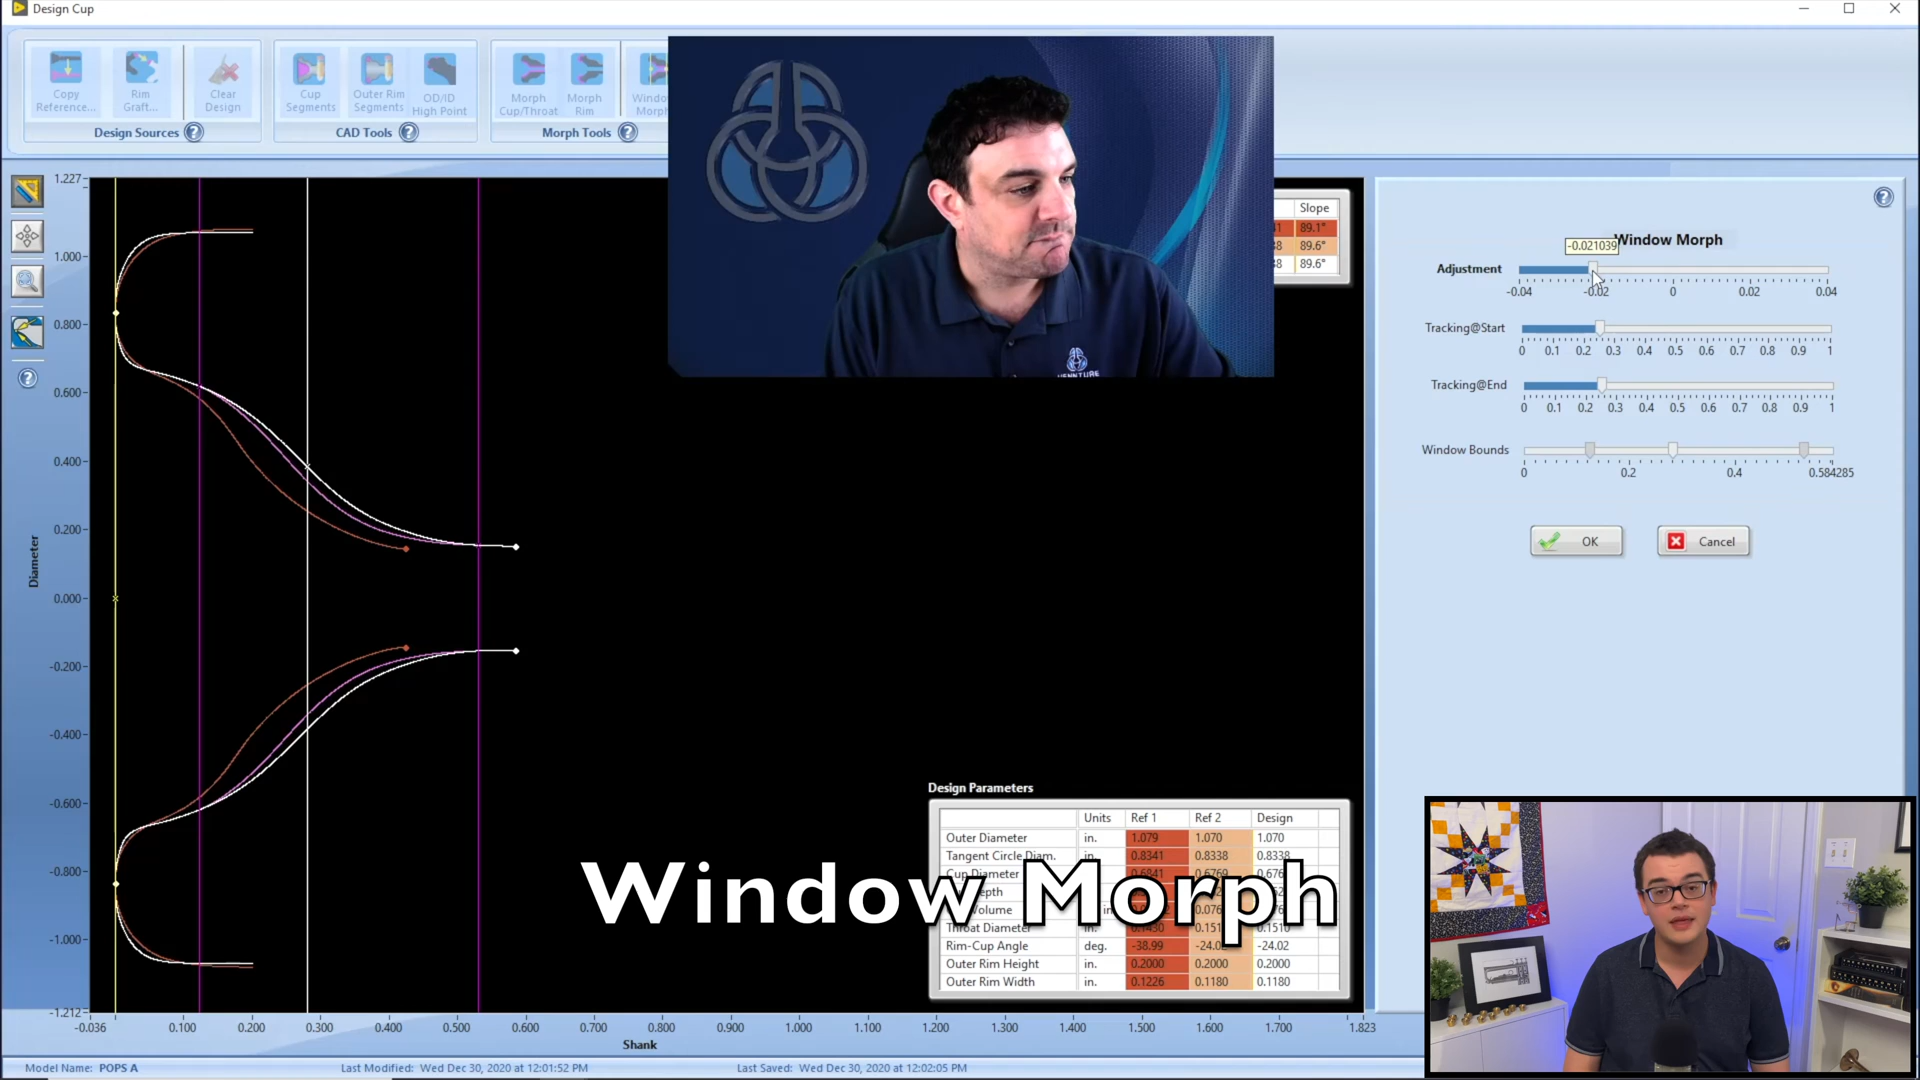 Design Cup
Copy Reference...
Rim Graft...
Clear Design
Cup Segments
Outer Rim Segments
OD/ID High Point
Morph Cup/Throat
Morph Rim
Design Sources
CAD Tools
Morph Tools
Slope
89.1°
89.6°
89.6°
Window Morph
-0.021039
Adjustment
-0.04 -0.02 0 0.02 0.04
Tracking@Start
0 0.1 0.2 0.3 0.4 0.5 0.6 0.7 0.8 0.9 1
Tracking@End
0 0.1 0.2 0.3 0.4 0.5 0.6 0.7 0.8 0.9 1
Window Bounds
0 0.2 0.4 0.584285
OK Cancel
1.227
1.000
0.800
0.600
0.400
0.200
0.000
-0.200
-0.400
-0.600
-0.800
-1.000
-1.212
Diameter
-0.036 0.100 0.200 0.300 0.400 0.500 0.600 0.700 0.800 0.900 1.000 1.100 1.200 1.300 1.400 1.500 1.600 1.700 1.823
Shank
Design Parameters
Units Ref 1 Ref 2 Design
Outer Diameter in. 1.079 1.070 1.070
Tangent Circle Diam. in. 0.8341 0.8338 0.8338
Cup Diameter 0.6841 0.6769
Throat Diameter in. 0.1430 0.1510
Rim-Cup Angle deg. -38.99 -24.02 -24.02
Outer Rim Height in. 0.2000 0.2000 0.2000
Outer Rim Width in. 0.1226 0.1180 0.1180
Window Morph
Model Name: POPS A
Last Modified: Wed Dec 30, 2020 at 12:01:52 PM
Last Saved: Wed Dec 30, 2020 at 12:02:05 PM